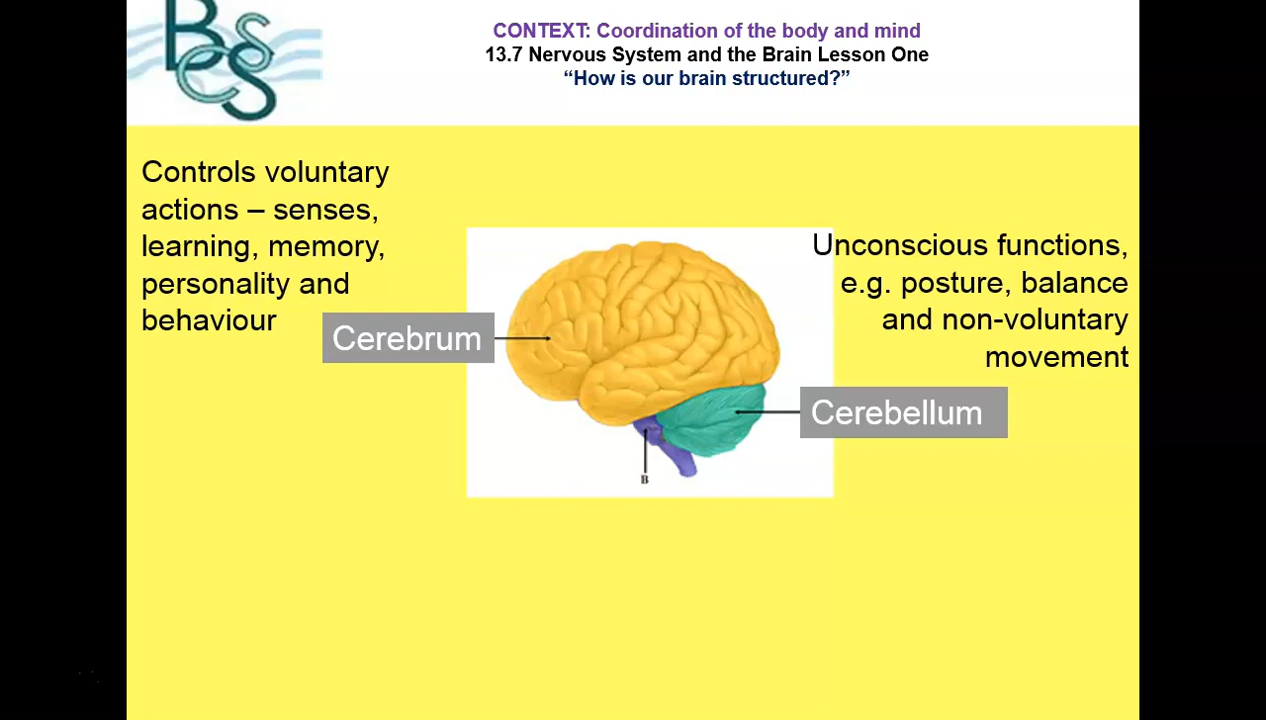 BCCSS
CONTEXT: Coordination of the body and mind
13.7 Nervous System and the Brain Lesson One
“How is our brain structured?”
Controls voluntary
actions – senses,
learning, memory,
personality and
behaviour
Unconscious functions,
e.g. posture, balance
and non-voluntary
movement
Cerebrum
Cerebellum
B